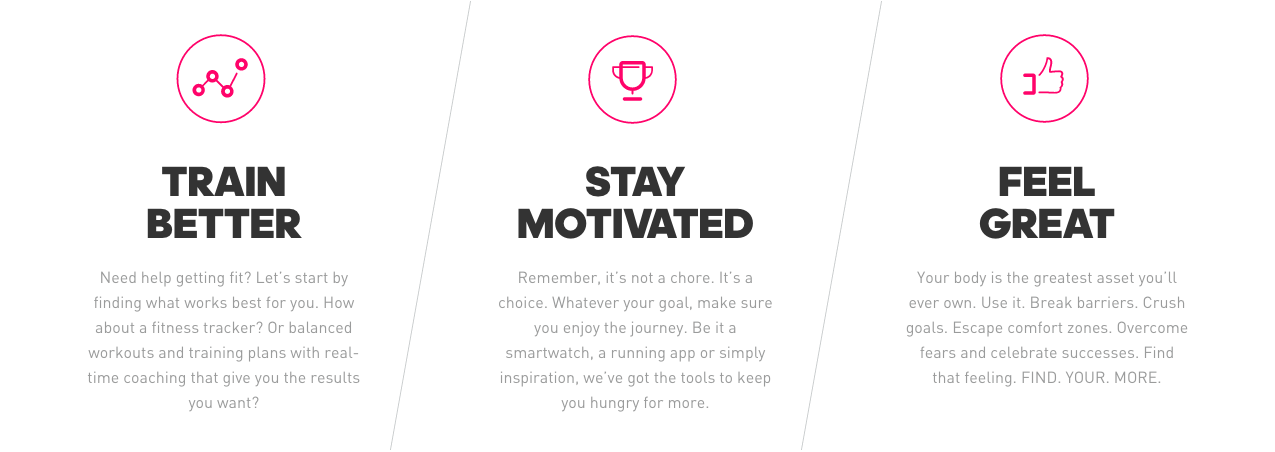 TRAIN
BETTER
Need help getting fit? Let's start by
finding what works best for you. How
about a fitness tracker? Or balanced
workouts and training plans with real-
time coaching that give you the results
you want?
STAY
MOTIVATED
Remember, it's not a chore. It's a
choice. Whatever your goal, make sure
you enjoy the journey. Be it a
smartwatch, a running app or simply
inspiration, we've got the tools to keep
you hungry for more.
FEEL
GREAT
Your body is the greatest asset you'll
ever own. Use it. Break barriers. Crush
goals. Escape comfort zones. Overcome
fears and celebrate successes. Find
that feeling. FIND. YOUR. MORE.